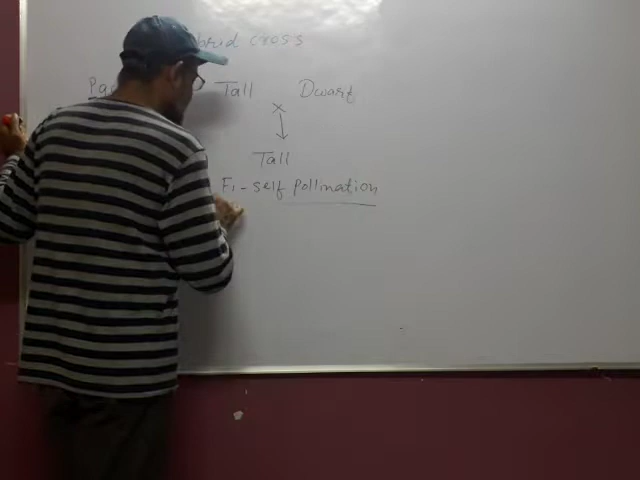 cross
Tall Dwarf
×
Tall
F1 - self pollination